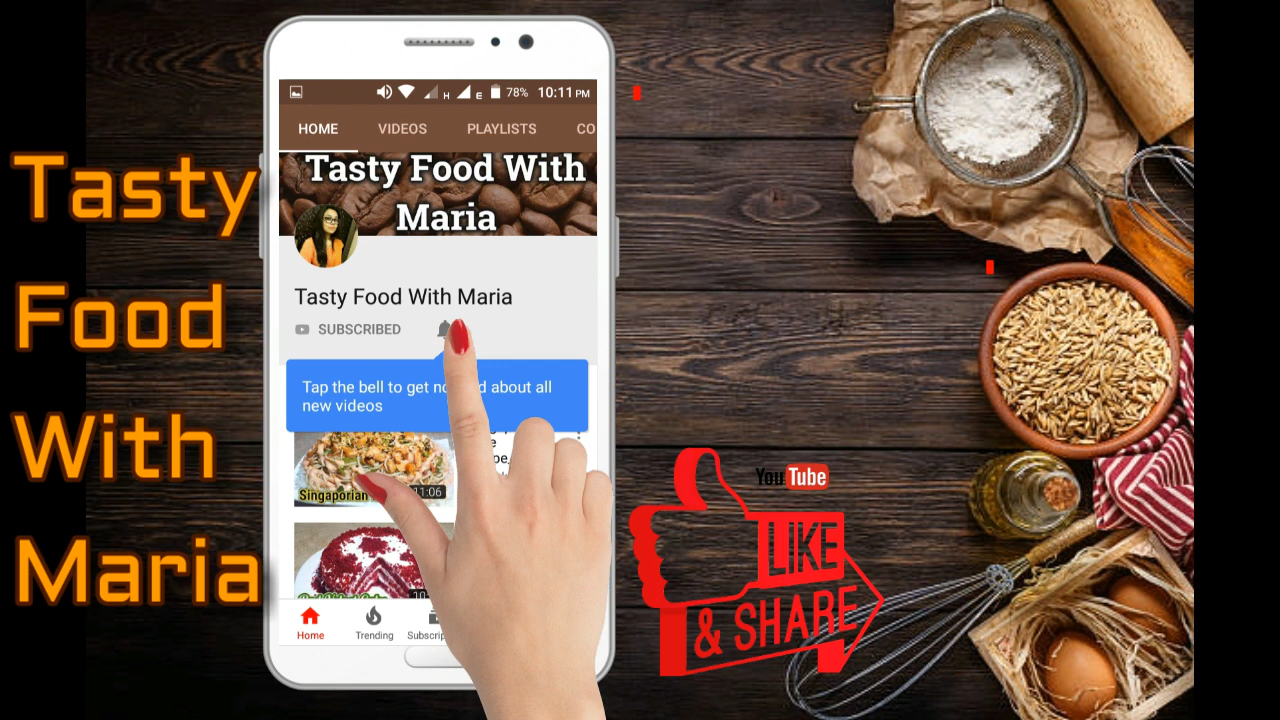 Tasty
Food
With
Maria
H E 78% 10:11 PM
HOME VIDEOS PLAYLISTS CO
Tasty Food With
Maria
Tasty Food With Maria
SUBSCRIBED
Tap the bell to get about all
new videos
Singaporian 11:06
Home Trending
YouTube
LIKE
& SHARE